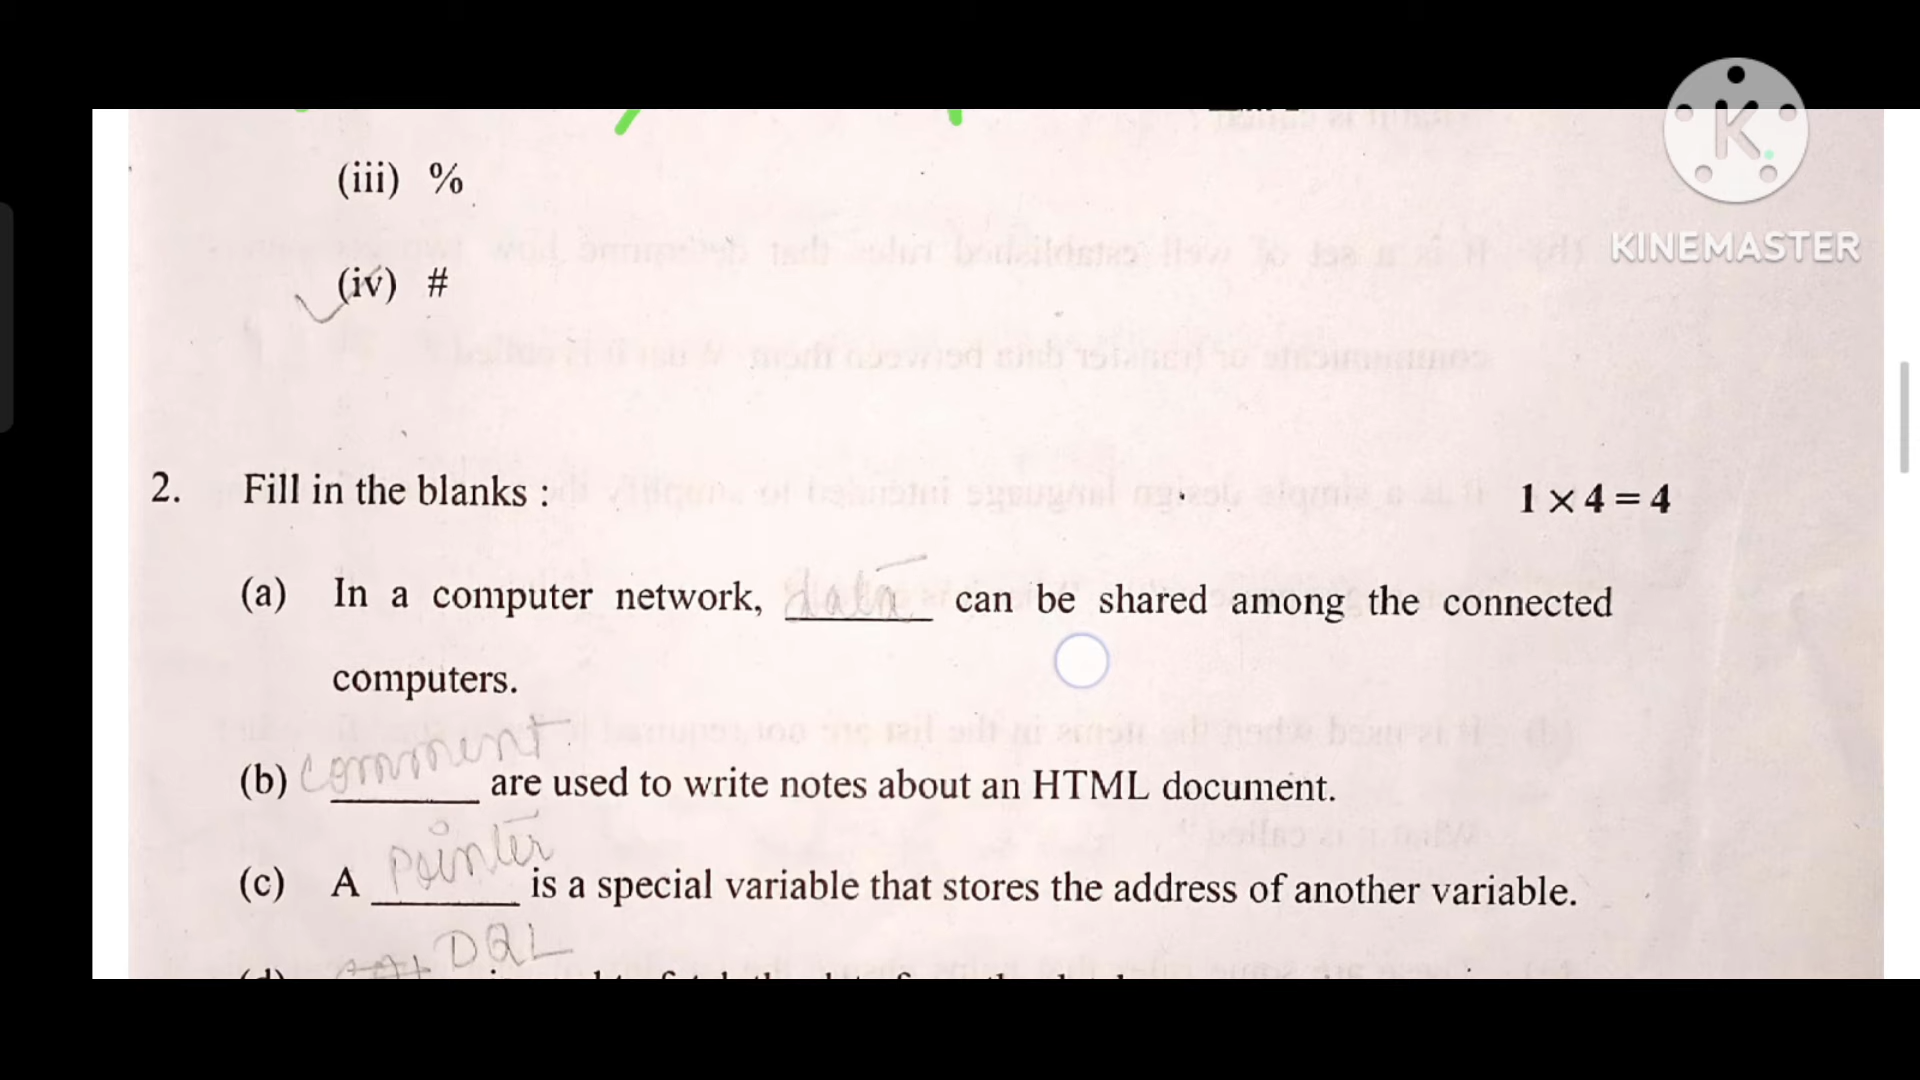 K
KINEMASTER
(iii) %
(iv) #
2. Fill in the blanks : 1 × 4 = 4
(a) In a computer network, data can be shared among the connected
computers.
(b) comment are used to write notes about an HTML document.
(c) A pointer is a special variable that stores the address of another variable.
DQL